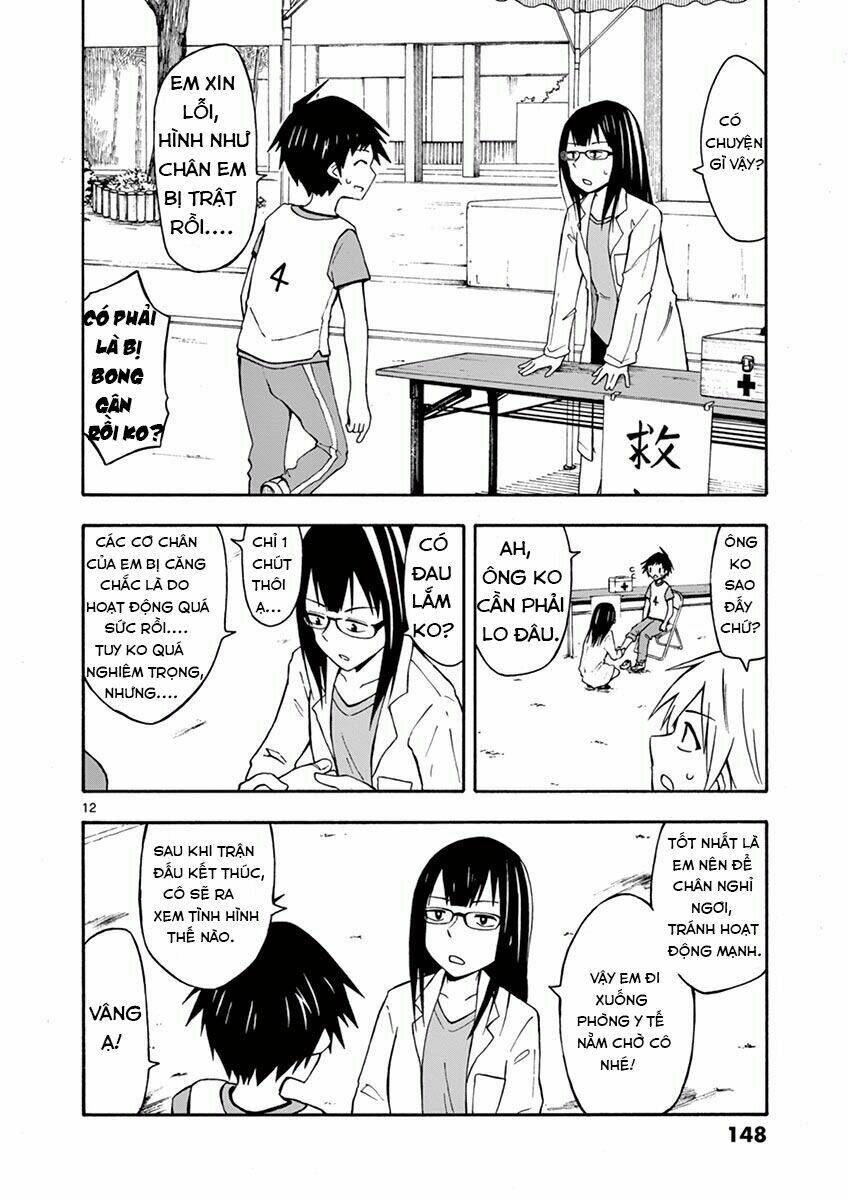 CÓ
CHUYỆN
GÌ VẬY?
EM XIN
LỖI,
HÌNH NHƯ
CHÂN EM
BỊ TRẬT
RỒI....
4
CÓ PHẢI
LÀ BỊ
BONG
GÂN
RỒI KO?
救
ÔNG
KO
SAO
ĐẤY
CHỨ?
AH,
ÔNG KO
CẦN PHẢI
LO ĐÂU.
CÓ
ĐAU
LẮM
KO?
CHỈ 1
CHÚT
THÔI
Ạ...
CÁC CƠ CHÂN
CỦA EM BỊ CĂNG
CHẮC LÀ DO
HOẠT ĐỘNG QUÁ
SỨC RỒI....
TUY KO QUÁ
NGHIÊM TRỌNG,
NHƯNG....
12
TỐT NHẤT LÀ
EM NÊN ĐỂ
CHÂN NGHỈ
NGƠI,
TRÁNH HOẠT
ĐỘNG MẠNH.
VẬY EM ĐI
XUỐNG
PHÒNG Y TẾ
NẰM CHỜ CÔ
NHÉ!
SAU KHI TRẬN
ĐẤU KẾT THÚC,
CÔ SẼ RA
XEM TÌNH HÌNH
THẾ NÀO.
VÂNG
Ạ!
148